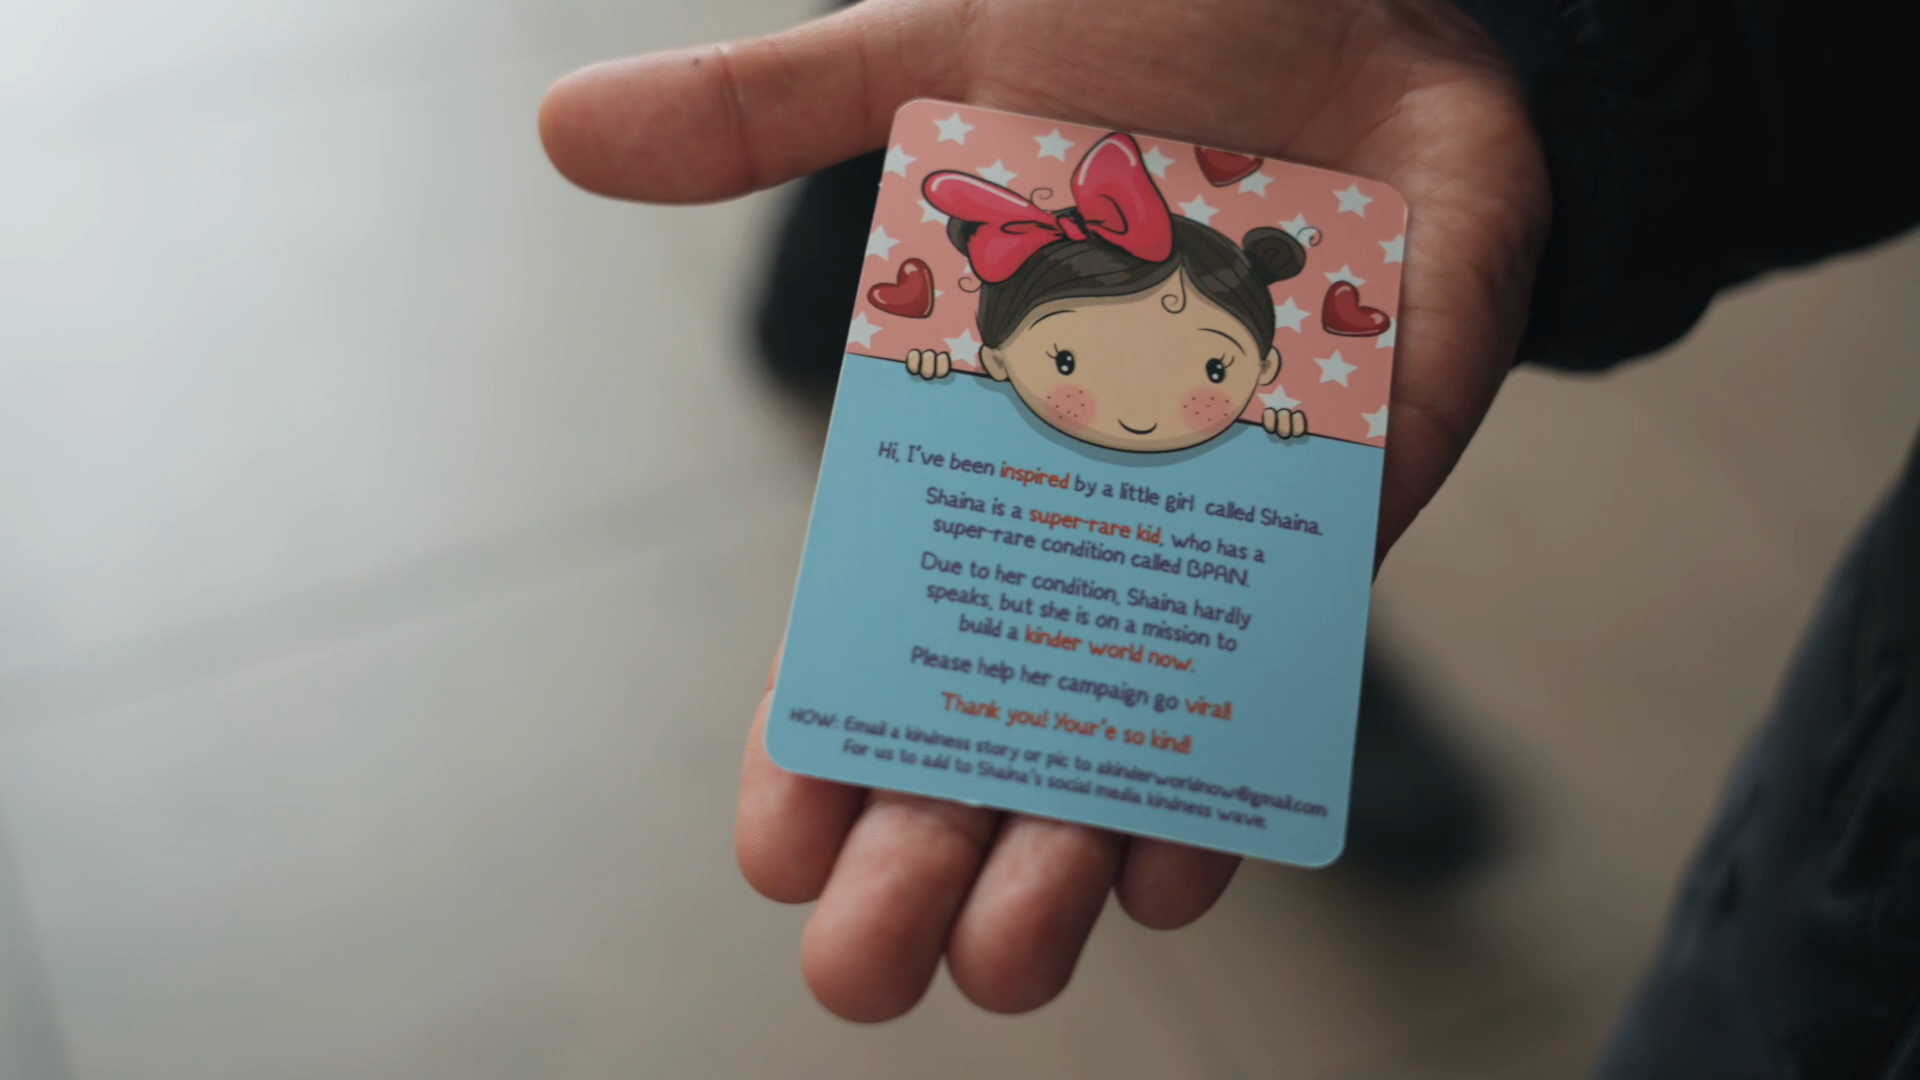 Hi, I've been inspired by a little girl called Shaina.
Shaina is a super-rare kid, who has a
super-rare condition called BPAN.
Due to her condition, Shaina hardly
speaks, but she is on a mission to
build a kinder world now.
Please help her campaign go viral!
Thank you! Your'e so kind!
HOW: Email a kindness story or pic to akinderworldnow@gmail.com
for us to add to Shaina's social media kindness wave.